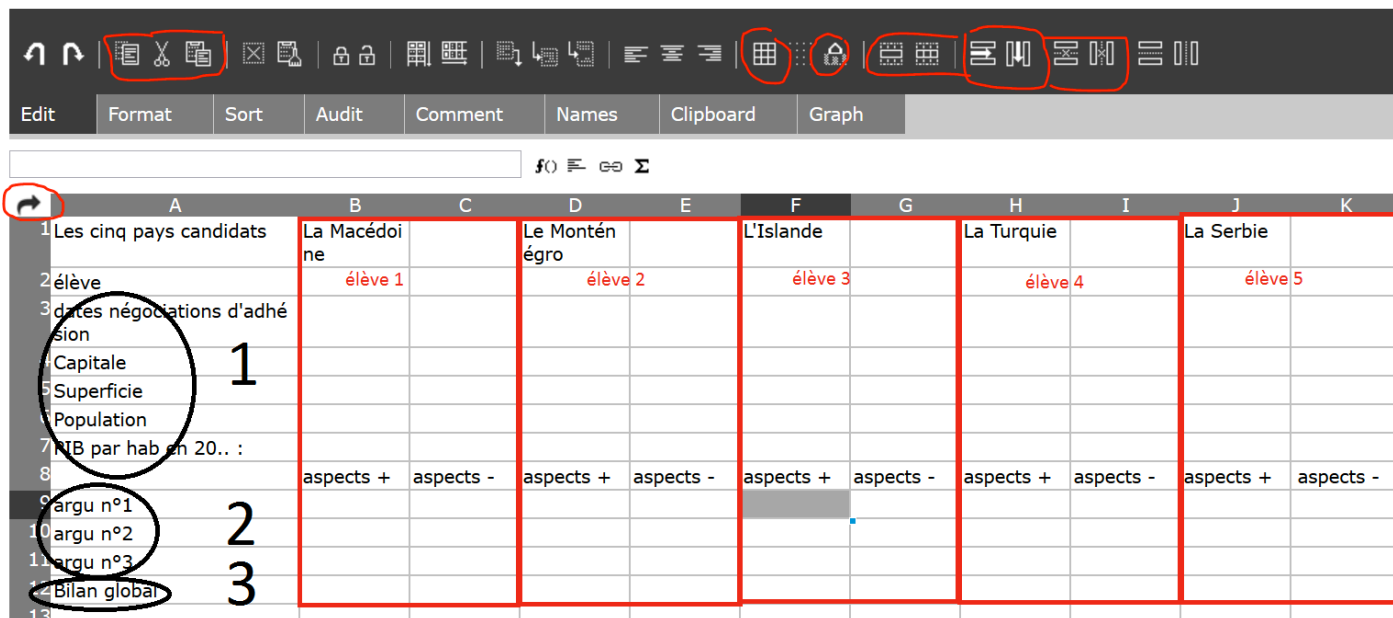 Edit Format Sort Audit Comment Names Clipboard Graph
f() Σ
A B C D E F G H I J K
1 Les cinq pays candidats La Macédoi Le Montén L'Islande La Turquie La Serbie
ne égro
2 élève élève 1 élève 2 élève 3 élève 4 élève 5
3 dates négociations d'adhé
sion
1
Capitale
5 Superficie
Population
7 PIB par hab en 20.. :
8 aspects + aspects - aspects + aspects - aspects + aspects - aspects + aspects - aspects + aspects -
9 argu n°1
2
10 argu n°2
11 argu n°3
12 Bilan global 3
13